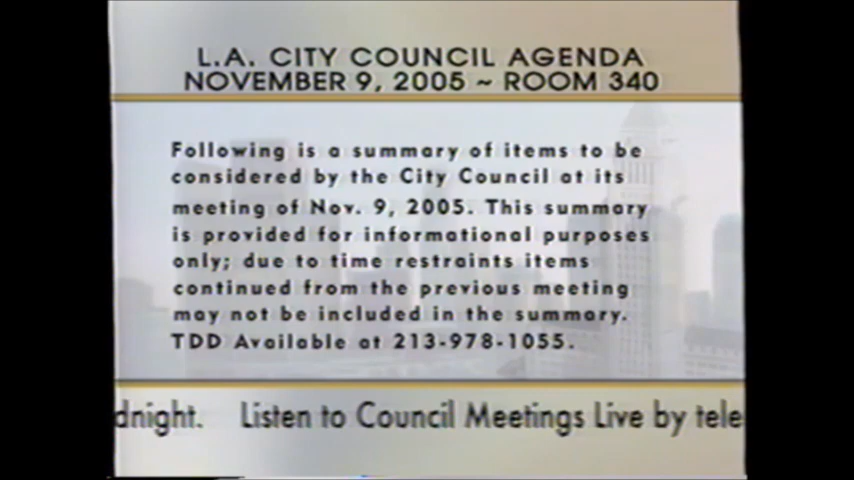 L.A. CITY COUNCIL AGENDA
NOVEMBER 9, 2005 ~ ROOM 340
Following is a summary of items to be
considered by the City Council at its
meeting of Nov. 9, 2005. This summary
is provided for informational purposes
only; due to time restraints items
continued from the previous meeting
may not be included in the summary.
TDD Available at 213-978-1055.
dnight. Listen to Council Meetings Live by tele